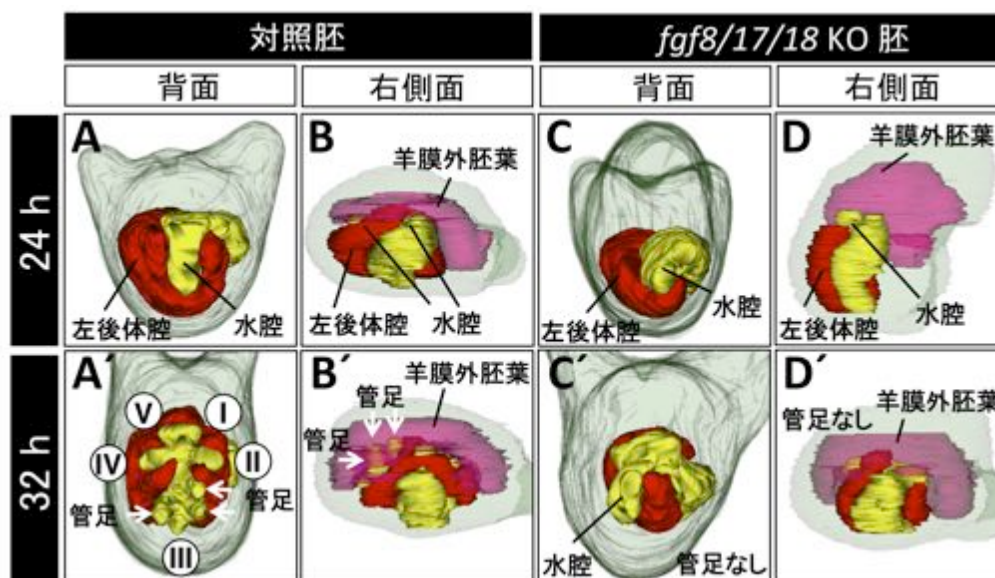 対照胚
fgf8/17/18 KO 胚
背面
右側面
背面
右側面
24 h
A
左後体腔
水腔
B
羊膜外胚葉
左後体腔
水腔
C
左後体腔
水腔
D
羊膜外胚葉
左後体腔
水腔
32 h
A´
V
I
IV
II
管足
管足
III
B´
羊膜外胚葉
管足
管足
C´
水腔
管足なし
D´
羊膜外胚葉
管足なし